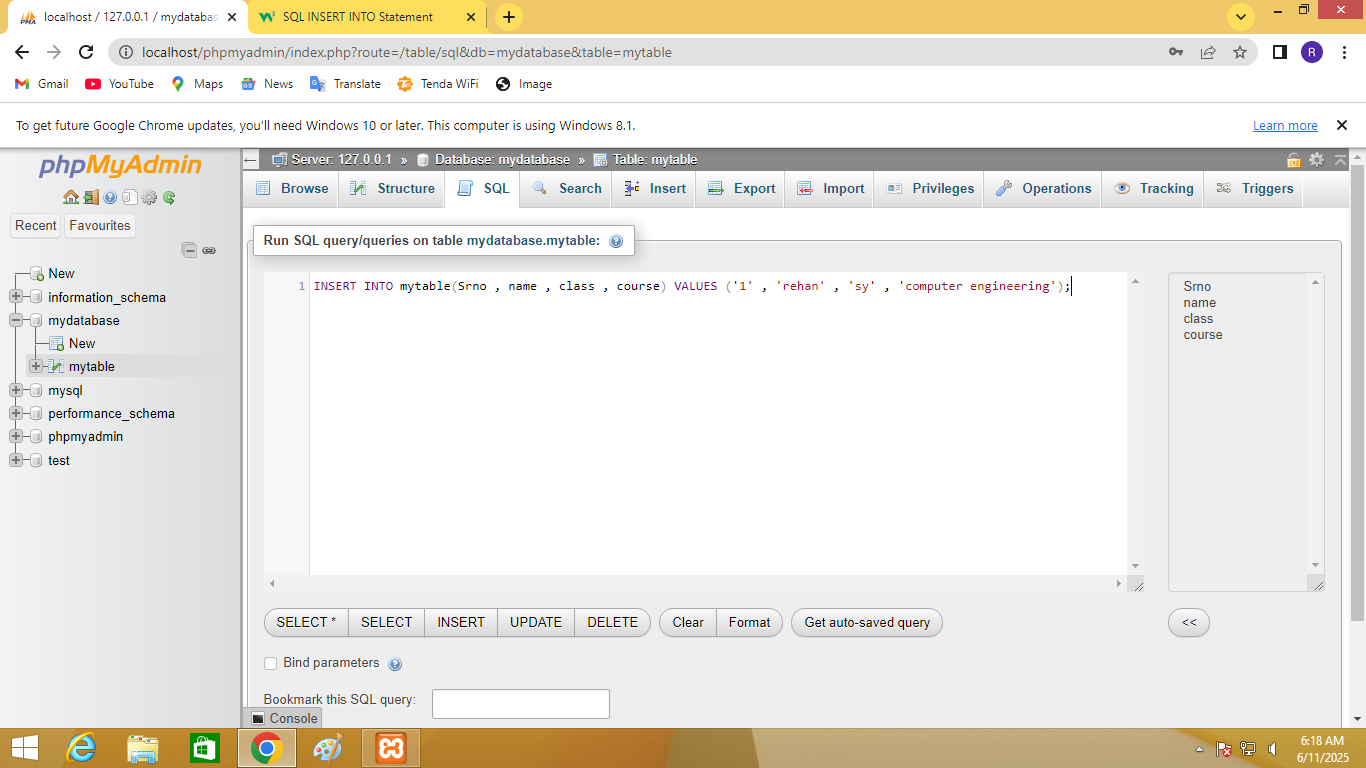 localhost / 127.0.0.1 / mydatabas
SQL INSERT INTO Statement
localhost/phpmyadmin/index.php?route=/table/sql&db=mydatabase&table=mytable
R
Gmail YouTube Maps News Translate Tenda WiFi Image
To get future Google Chrome updates, you'll need Windows 10 or later. This computer is using Windows 8.1.
Learn more
phpMyAdmin
Recent Favourites
New
information_schema
mydatabase
New
mytable
mysql
performance_schema
phpmyadmin
test
Server: 127.0.0.1 » Database: mydatabase » Table: mytable
Browse Structure SQL Search Insert Export Import Privileges Operations Tracking Triggers
Run SQL query/queries on table mydatabase.mytable:
1 INSERT INTO mytable(Srno , name , class , course) VALUES ('1' , 'rehan' , 'sy' , 'computer engineering');
Srno
name
class
course
SELECT * SELECT INSERT UPDATE DELETE Clear Format Get auto-saved query <<
Bind parameters
Bookmark this SQL query:
Console
6:18 AM
6/11/2025